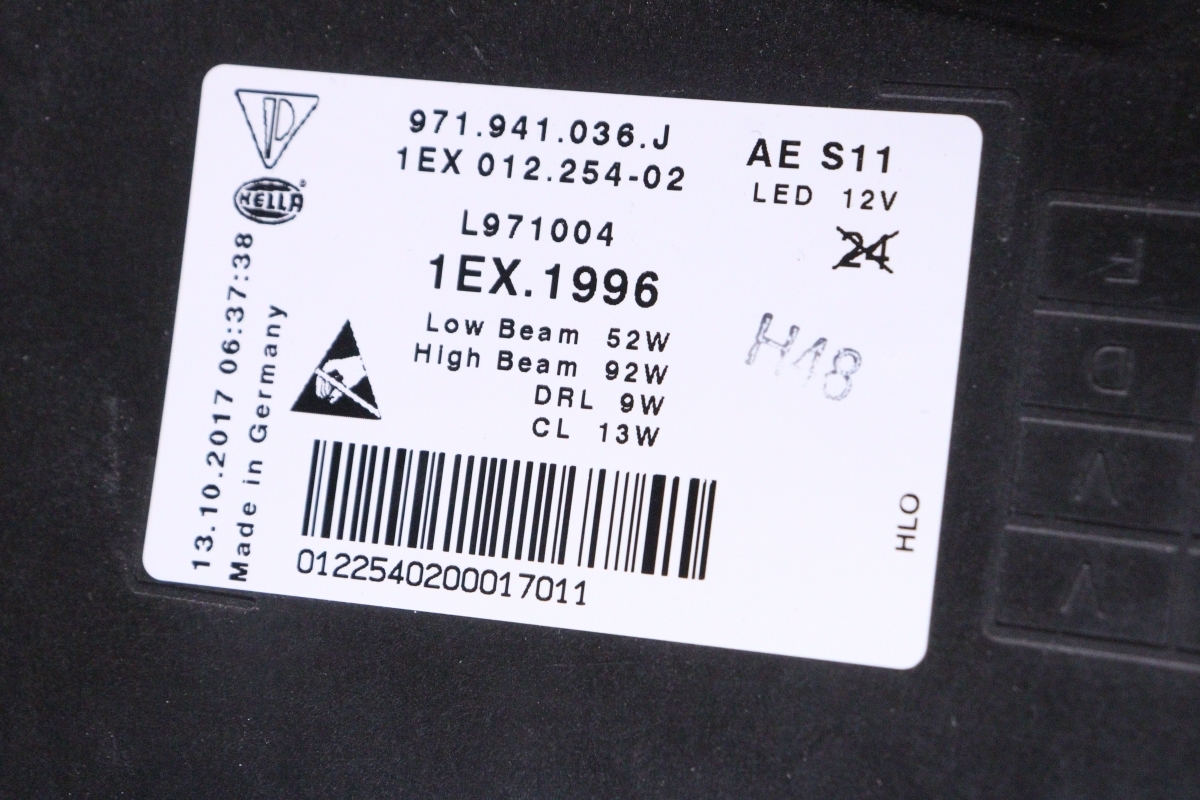 971.941.036.J
1EX 012.254-02
AE S11
LED 12V
24
HELLA
L971004
1EX.1996
Low Beam 52W
High Beam 92W
DRL 9W
CL 13W
H48
13.10.2017 06:37:38
Made in Germany
0122540200017011
HLO